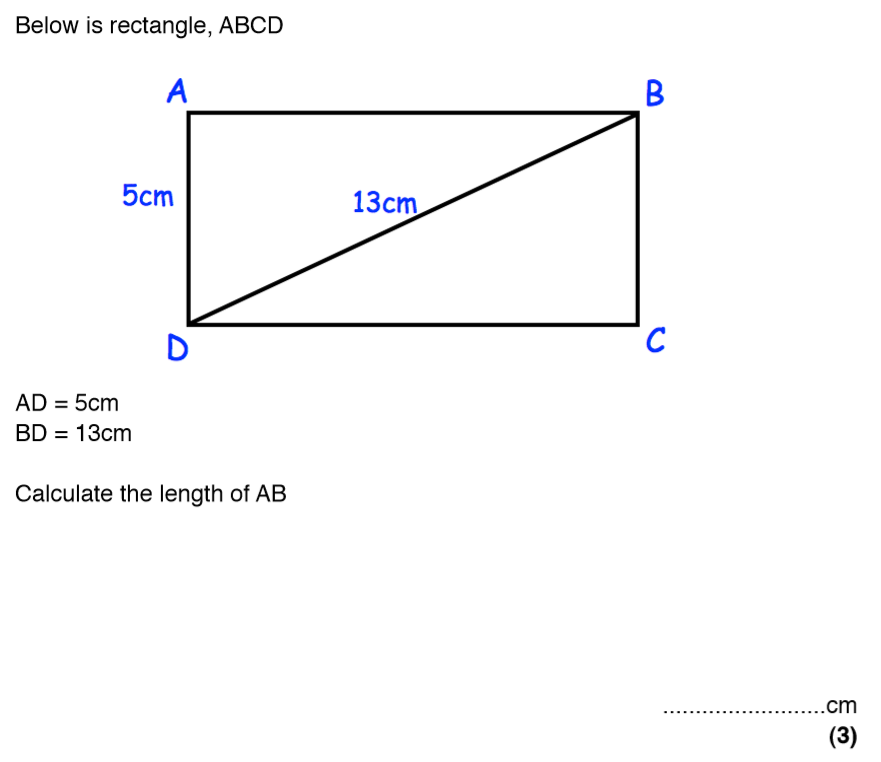 Below is rectangle, ABCD
A
B
5cm
13cm
D
C
AD = 5cm
BD = 13cm
Calculate the length of AB
.........................cm
(3)